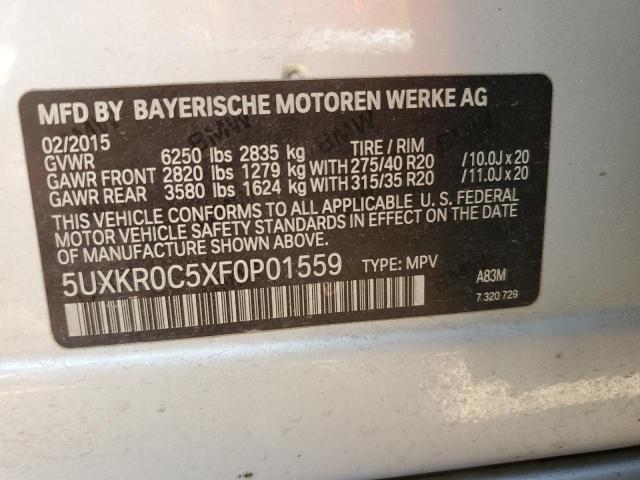 MFD BY BAYERISCHE MOTOREN WERKE AG
02/2015
GVWR 6250 lbs 2835 kg TIRE / RIM
GAWR FRONT 2820 lbs 1279 kg WITH 275/40 R20 /10.0J x 20
GAWR REAR 3580 lbs 1624 kg WITH 315/35 R20 /11.0J x 20
THIS VEHICLE CONFORMS TO ALL APPLICABLE U. S. FEDERAL
MOTOR VEHICLE SAFETY STANDARDS IN EFFECT ON THE DATE
OF MANUFACTURE SHOWN ABOVE.
5UXKR0C5XF0P01559 TYPE: MPV A83M
7 320 729